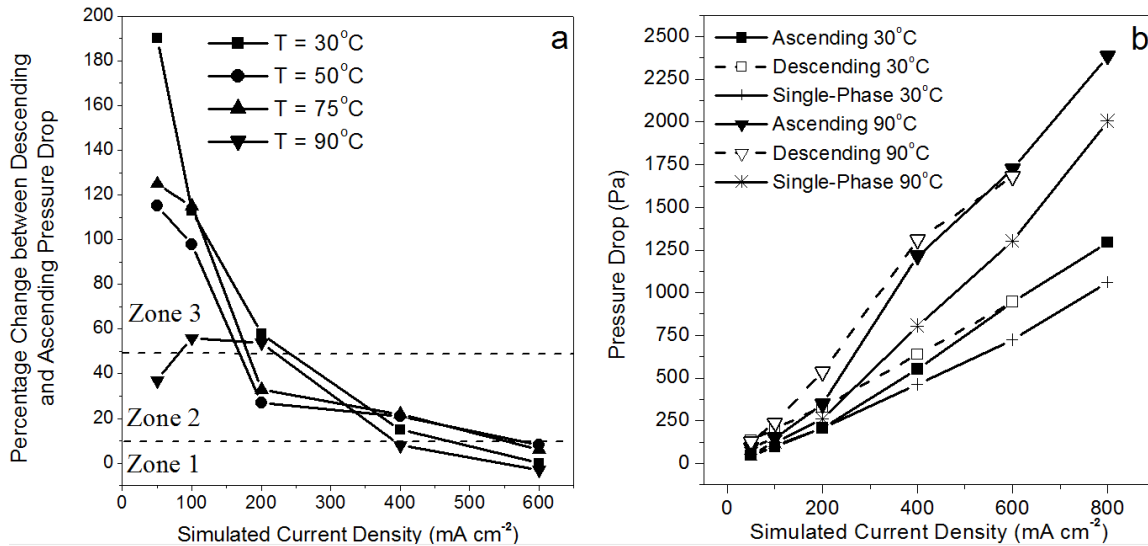 a
Percentage Change between Descending
and Ascending Pressure Drop
200
180
160
140
120
100
80
60
40
20
0
T = 30°C
T = 50°C
T = 75°C
T = 90°C
Zone 3
Zone 2
Zone 1
0 100 200 300 400 500 600
Simulated Current Density (mA cm⁻²)
b
Pressure Drop (Pa)
2500
2250
2000
1750
1500
1250
1000
750
500
250
0
Ascending 30°C
Descending 30°C
Single-Phase 30°C
Ascending 90°C
Descending 90°C
Single-Phase 90°C
0 100 200 300 400 500 600 700 800
Simulated Current Density (mA cm⁻²)